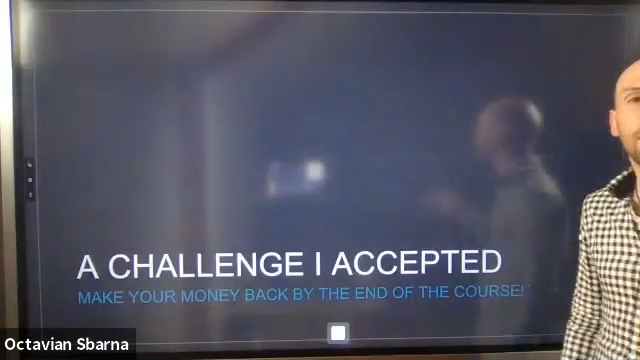 A CHALLENGE I ACCEPTED
MAKE YOUR MONEY BACK BY THE END OF THE COURSE!
Octavian Sbarna